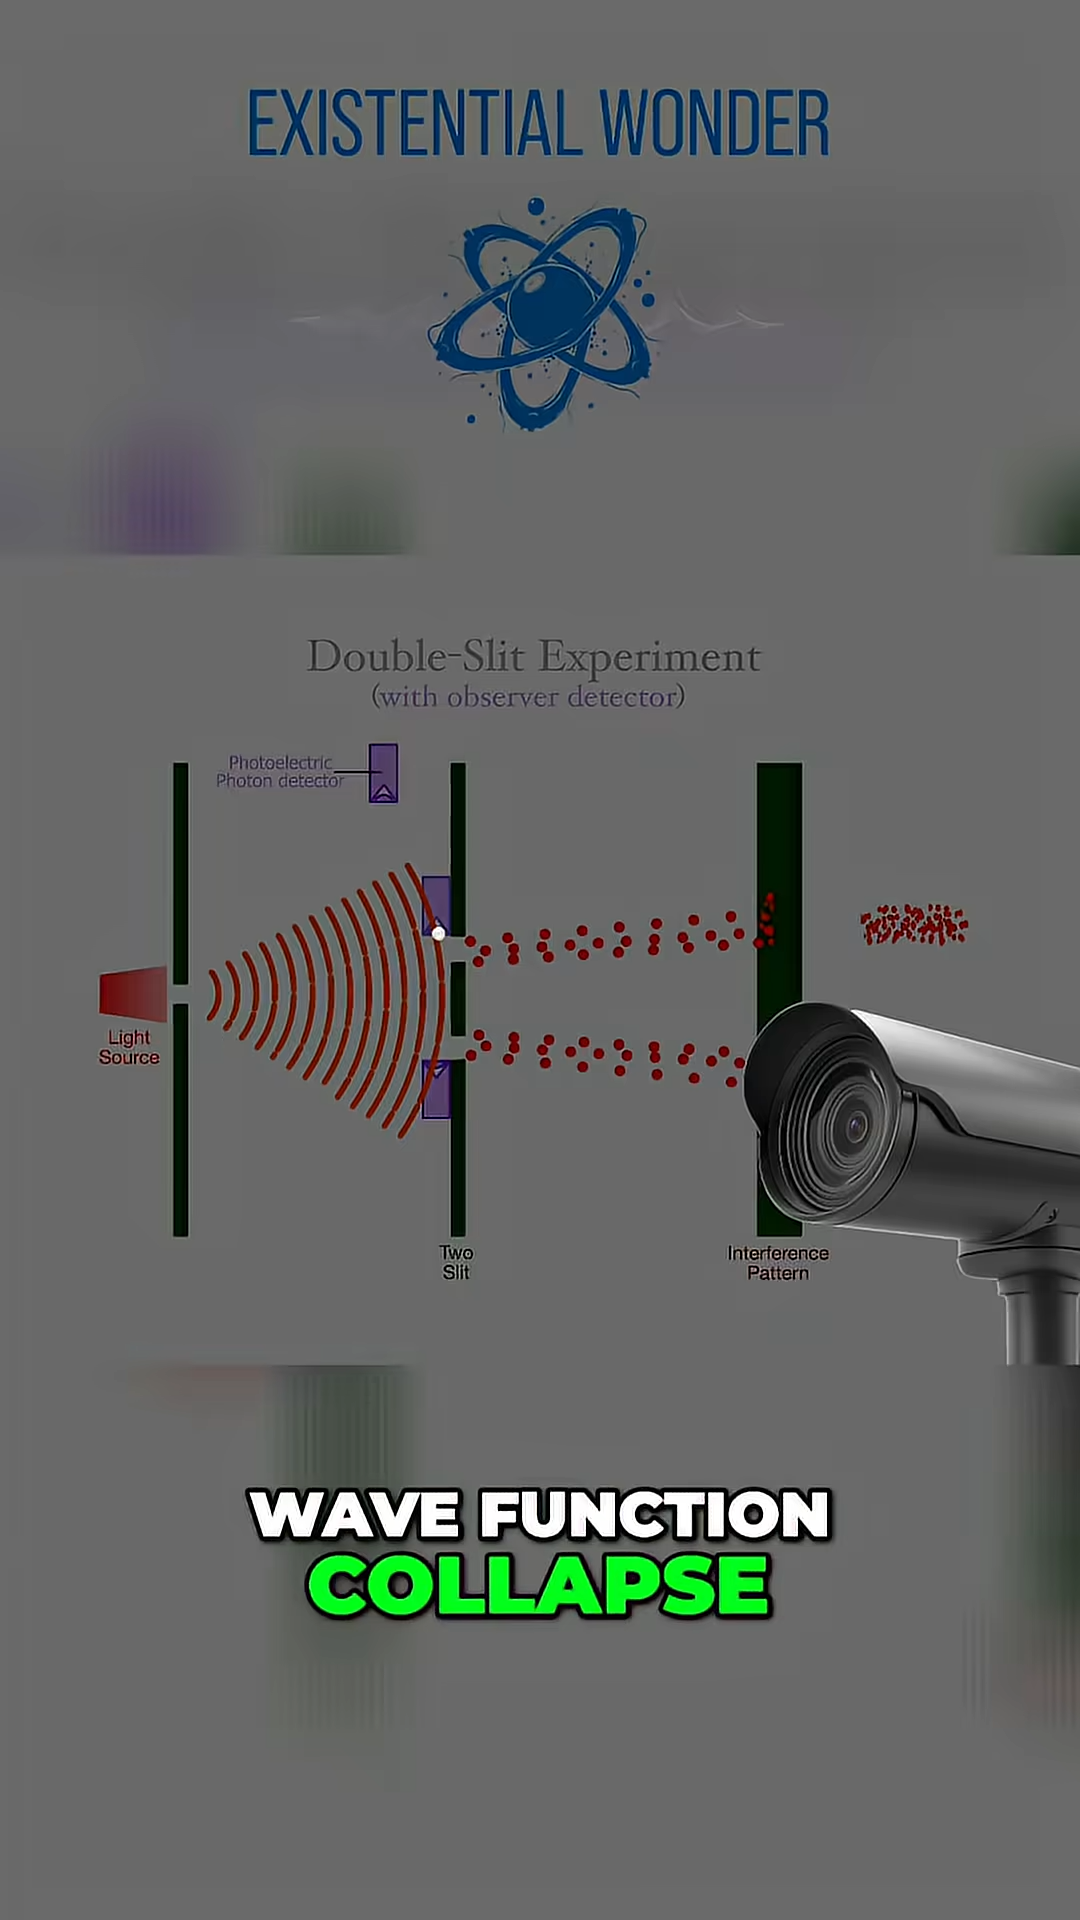 EXISTENTIAL WONDER
Double-Slit Experiment
(with observer detector)
Photoelectric
Photon detector
Light
Source
Two
Slit
Interference
Pattern
WAVE FUNCTION
COLLAPSE